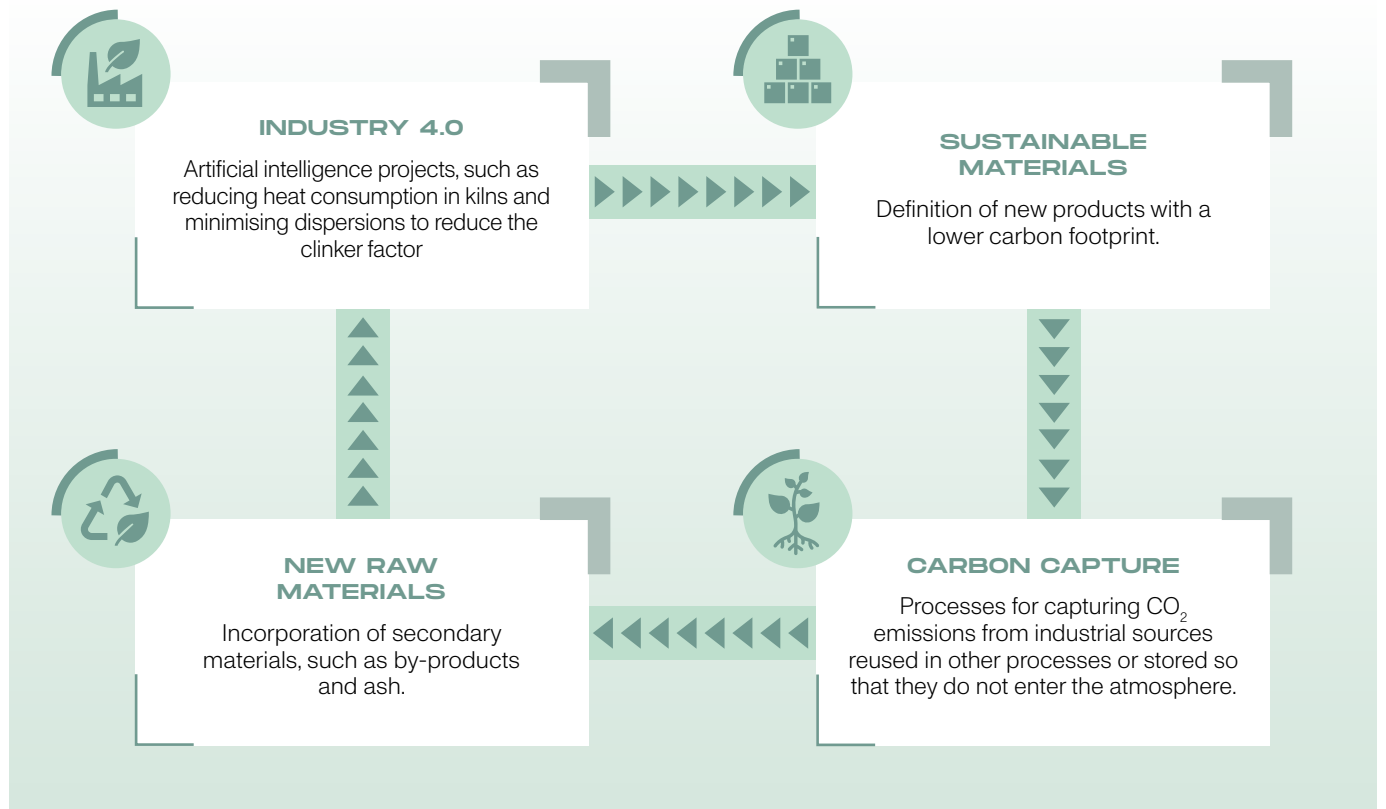 INDUSTRY 4.0
Artificial intelligence projects, such as
reducing heat consumption in kilns and
minimising dispersions to reduce the
clinker factor
SUSTAINABLE
MATERIALS
Definition of new products with a
lower carbon footprint.
NEW RAW
MATERIALS
Incorporation of secondary
materials, such as by-products
and ash.
CARBON CAPTURE
Processes for capturing CO₂
emissions from industrial sources
reused in other processes or stored so
that they do not enter the atmosphere.